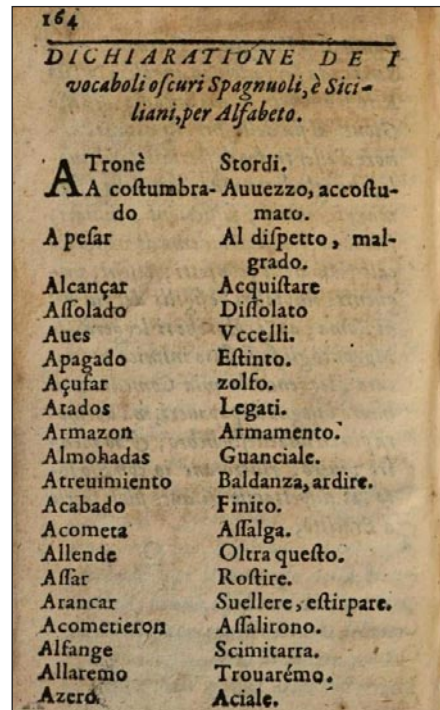 164
DICHIARATIONE DE I
vocaboli oſcuri Spagnuoli, è Sici-
liani, per Alfabeto.
ATronè Stordi.
A coſtumbra- Auuezzo, accoſtu-
do mato.
A peſar Al diſpetto, mal-
grado.
Alcançar Acquiſtare
Aſſolado Diſſolato
Aues Vccelli.
Apagado Eſtinto.
Açufar zolfo.
Atados Legati.
Armazon Armamento.
Almohadas Guanciale.
Atreuimiento Baldanza, ardire.
Acabado Finito.
Acometa Aſſalga.
Allende Oltra queſto.
Aſſar Roſtire.
Arancar Suellere, eſtirpare.
Acometieron Aſſalirono.
Alfange Scimitarra.
Allaremo Trouarémo.
Azero Aciale.